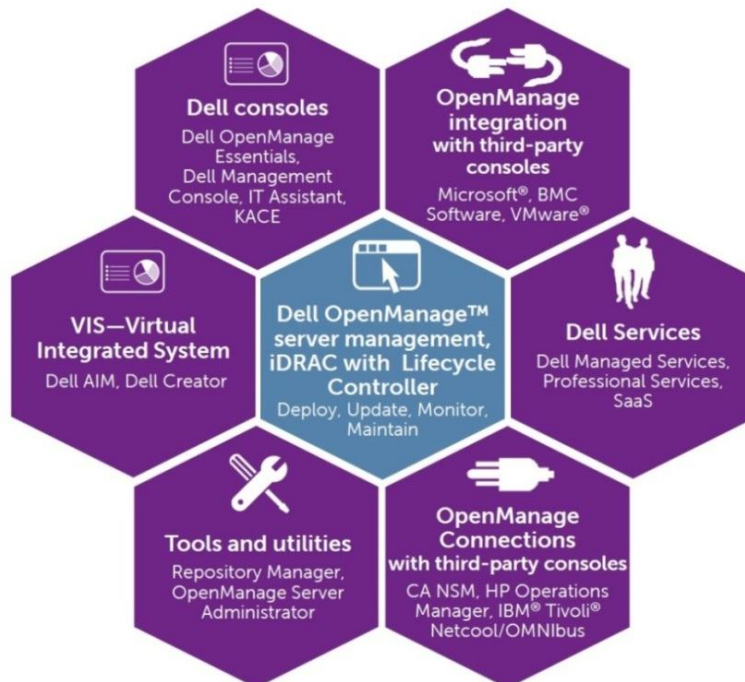 Dell consoles
Dell OpenManage
Essentials,
Dell Management
Console, IT Assistant,
KACE
OpenManage
integration
with third-party
consoles
Microsoft®, BMC
Software, VMware®
VIS—Virtual
Integrated System
Dell AIM, Dell Creator
Dell OpenManage™
server management,
iDRAC with Lifecycle
Controller
Deploy, Update, Monitor,
Maintain
Dell Services
Dell Managed Services,
Professional Services,
SaaS
Tools and utilities
Repository Manager,
OpenManage Server
Administrator
OpenManage
Connections
with third-party consoles
CA NSM, HP Operations
Manager, IBM® Tivoli®
Netcool/OMNIbus